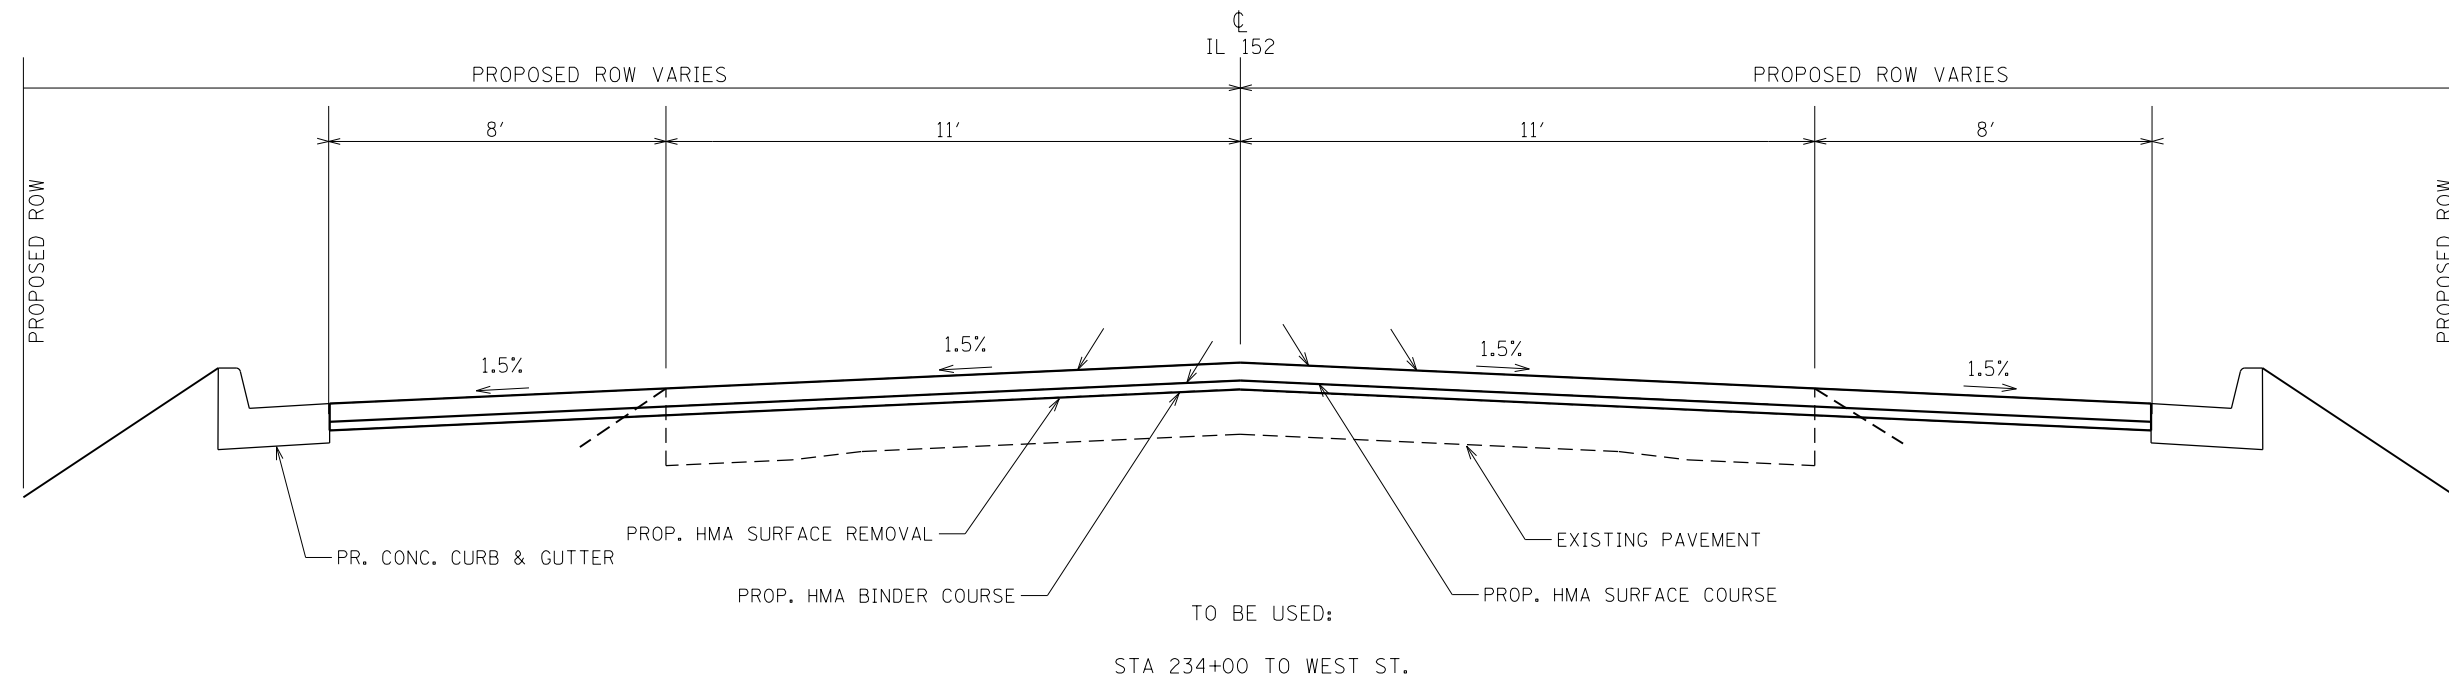 ℄
IL 152
PROPOSED ROW VARIES
PROPOSED ROW VARIES
8'
11'
11'
8'
PROPOSED ROW
PROPOSED ROW
1.5%
1.5%
1.5%
1.5%
PROP. HMA SURFACE REMOVAL
EXISTING PAVEMENT
PR. CONC. CURB & GUTTER
PROP. HMA BINDER COURSE
PROP. HMA SURFACE COURSE
TO BE USED:
STA 234+00 TO WEST ST.